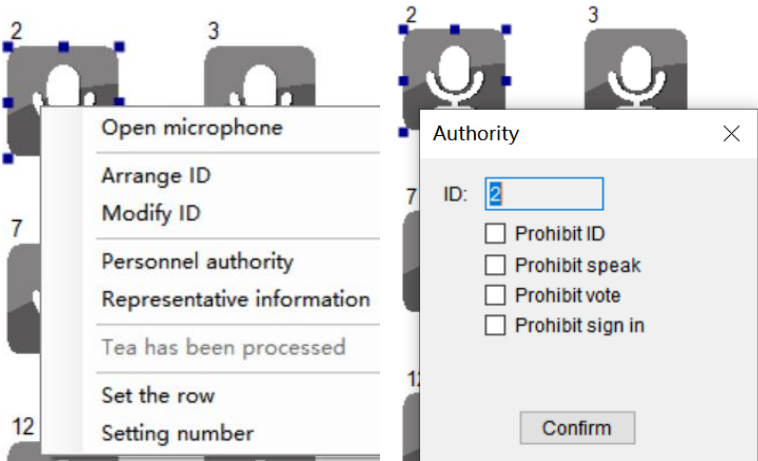 2
3
Open microphone
Arrange ID
Modify ID
7
Personnel authority
Representative information
Tea has been processed
Set the row
12
Setting number
2
3
Authority
7
ID: 2
Prohibit ID
Prohibit speak
Prohibit vote
Prohibit sign in
Confirm